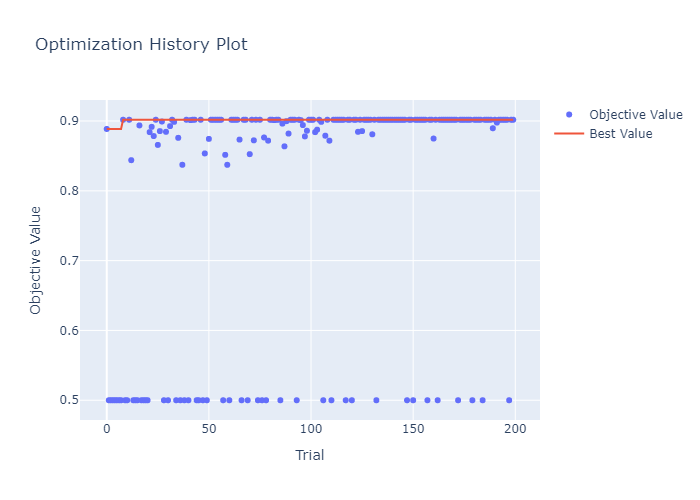 Optimization History Plot
Objective Value
Best Value
0.9
0.8
0.7
0.6
0.5
Objective Value
0
50
100
150
200
Trial